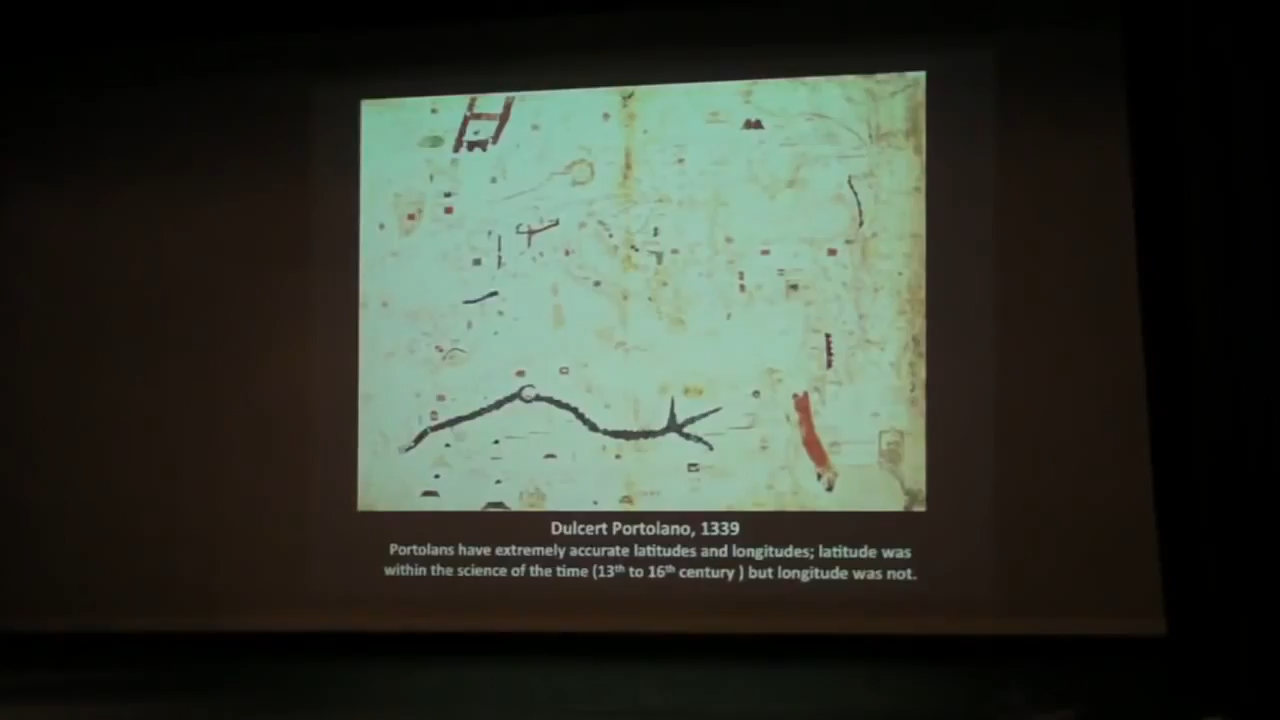 Dulcert Portolano, 1339
Portolans have extremely accurate latitudes and longitudes; latitude was
within the science of the time (13th to 16th century ) but longitude was not.